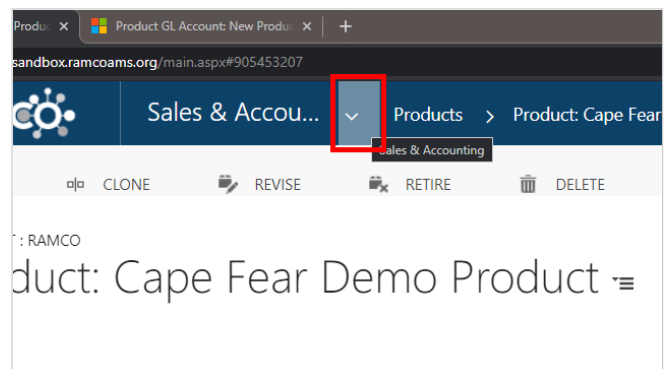 Produc × Product GL Account: New Produc × +
sandbox.ramcoams.org/main.aspx#905453207
Sales & Accou... Products > Product: Cape Fear
Sales & Accounting
CLONE REVISE RETIRE DELETE
T : RAMCO
duct: Cape Fear Demo Product